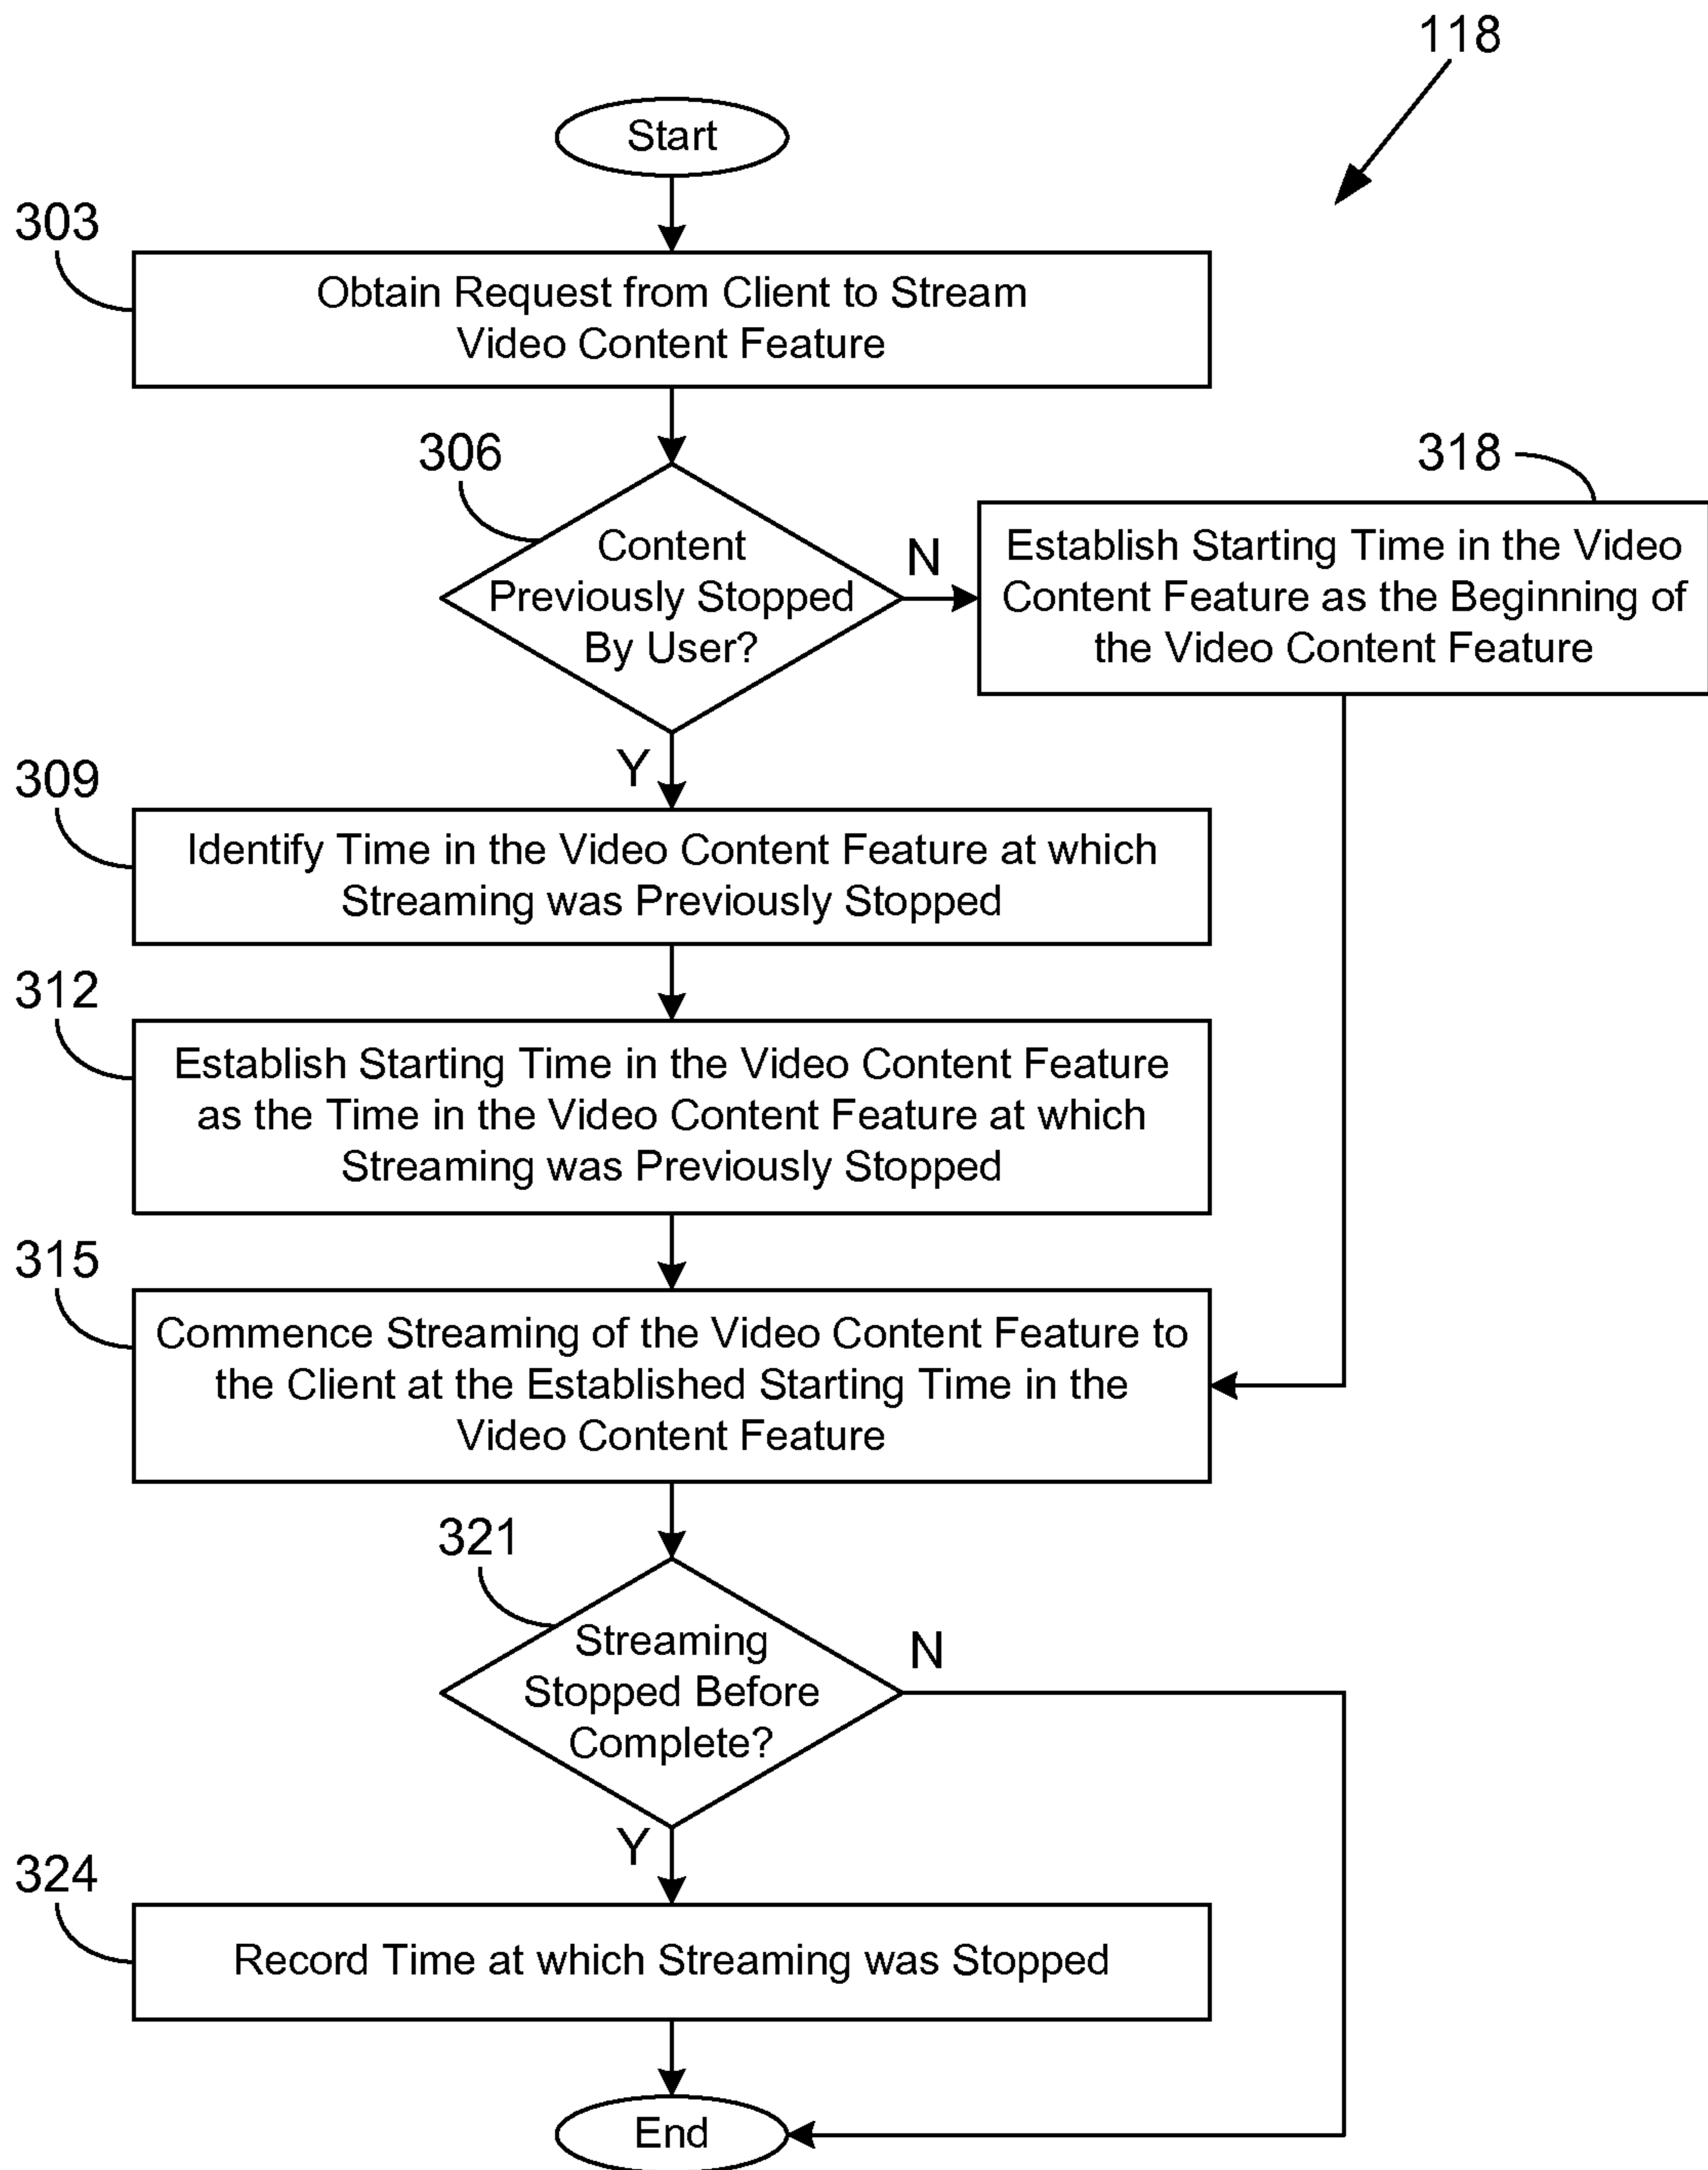 118
Start
303
Obtain Request from Client to Stream
Video Content Feature
306
Content
Previously Stopped
By User?
N
318
Establish Starting Time in the Video
Content Feature as the Beginning of
the Video Content Feature
Y
309
Identify Time in the Video Content Feature at which
Streaming was Previously Stopped
312
Establish Starting Time in the Video Content Feature
as the Time in the Video Content Feature at which
Streaming was Previously Stopped
315
Commence Streaming of the Video Content Feature to
the Client at the Established Starting Time in the
Video Content Feature
321
Streaming
Stopped Before
Complete?
N
Y
324
Record Time at which Streaming was Stopped
End